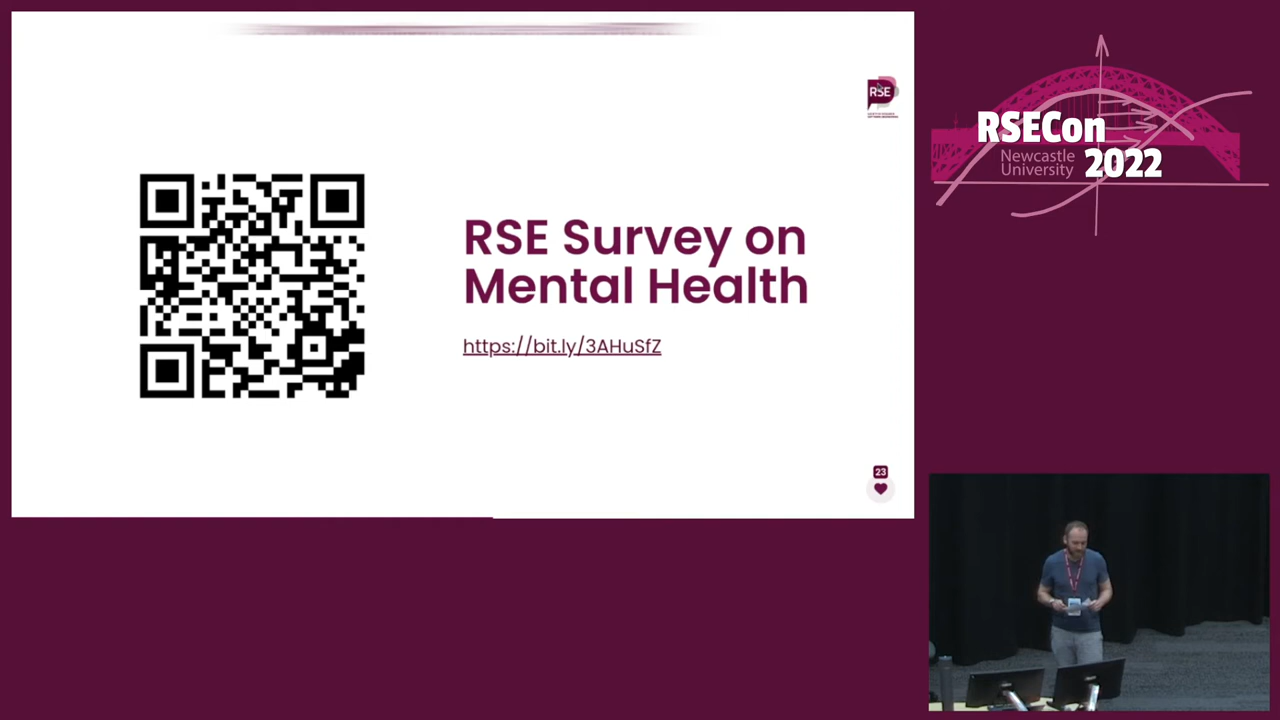 RSE
RSE Survey on
Mental Health
https://bit.ly/3AHuSfZ
23
RSECon
Newcastle
University
2022